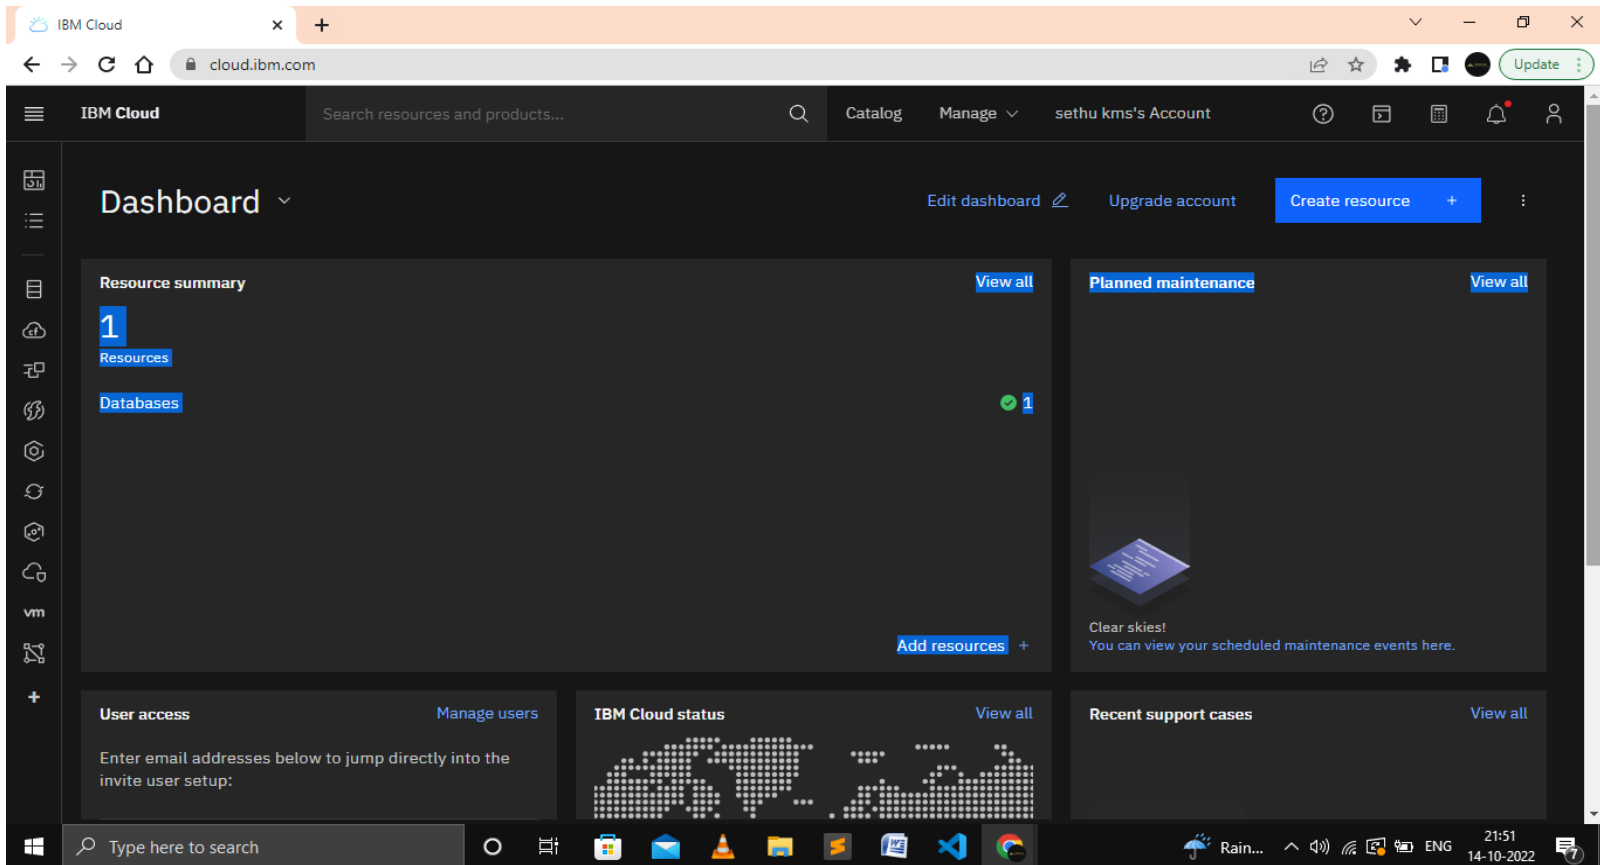 IBM Cloud
cloud.ibm.com
Update
IBM Cloud
Search resources and products...
Catalog
Manage
sethu kms's Account
Dashboard
Edit dashboard
Upgrade account
Create resource +
Resource summary
View all
1
Resources
Databases
1
Add resources +
Planned maintenance
View all
Clear skies!
You can view your scheduled maintenance events here.
cf
vm
User access
Manage users
Enter email addresses below to jump directly into the
invite user setup:
IBM Cloud status
View all
Recent support cases
View all
Type here to search
Rain...
ENG
21:51
14-10-2022
7